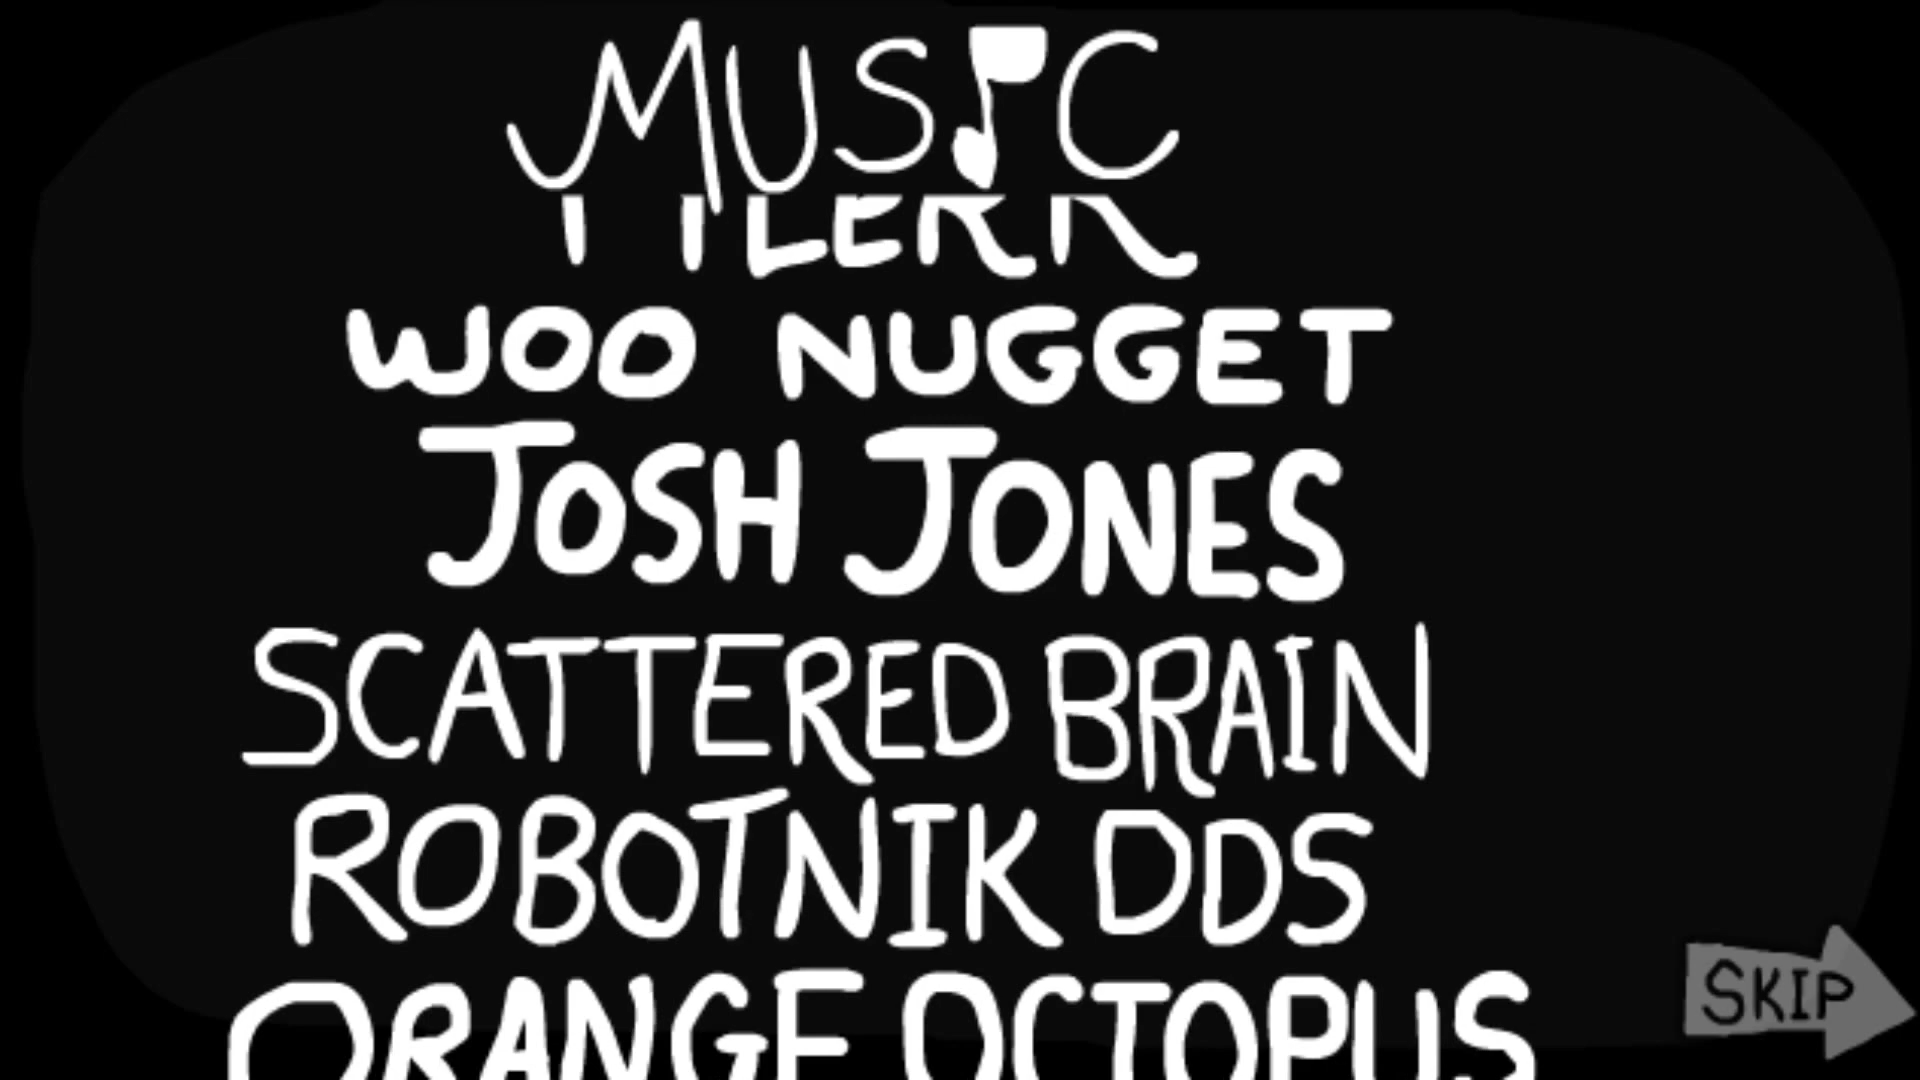 MUSIC
WOO NUGGET
JOSH JONES
SCATTERED BRAIN
ROBOTNIK DDS
ORANGE OCTOPUS
SKIP